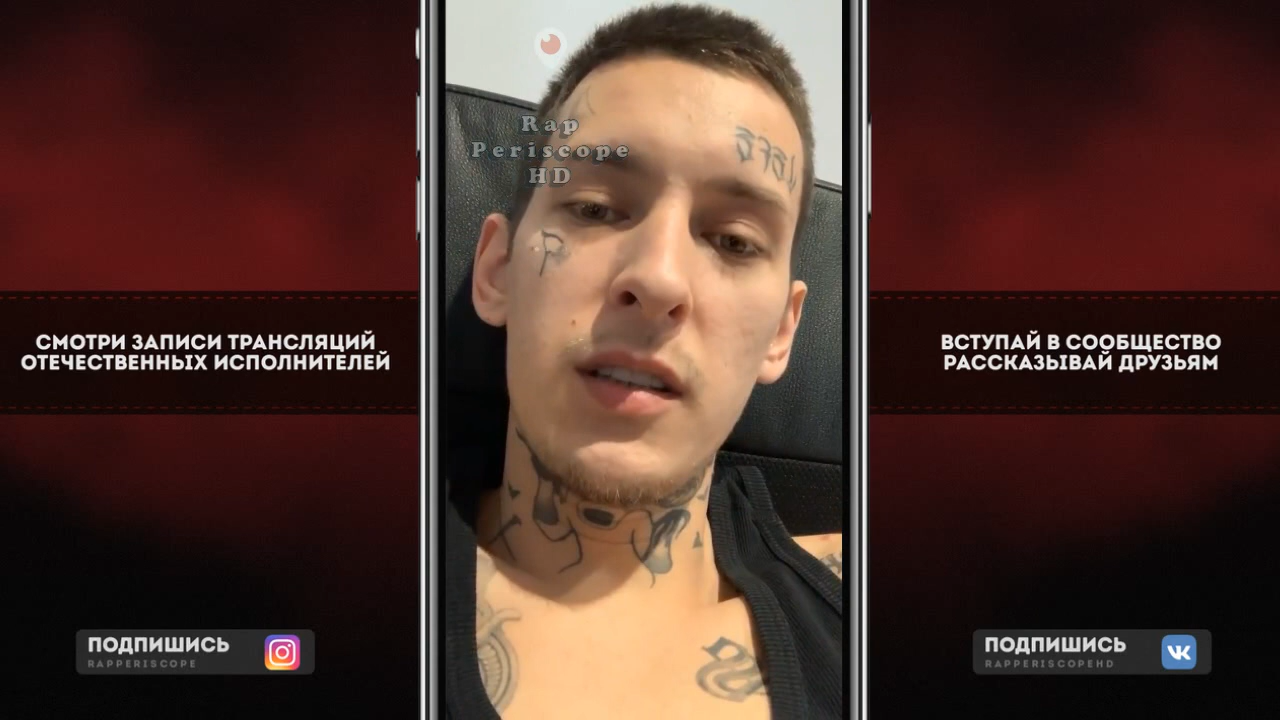 Rap
Periscope
HD
СМОТРИ ЗАПИСИ ТРАНСЛЯЦИЙ
ОТЕЧЕСТВЕННЫХ ИСПОЛНИТЕЛЕЙ
ВСТУПАЙ В СООБЩЕСТВО
РАССКАЗЫВАЙ ДРУЗЬЯМ
ПОДПИШИСЬ
RAPPERISCOPE
ПОДПИШИСЬ
RAPPERISCOPEHD